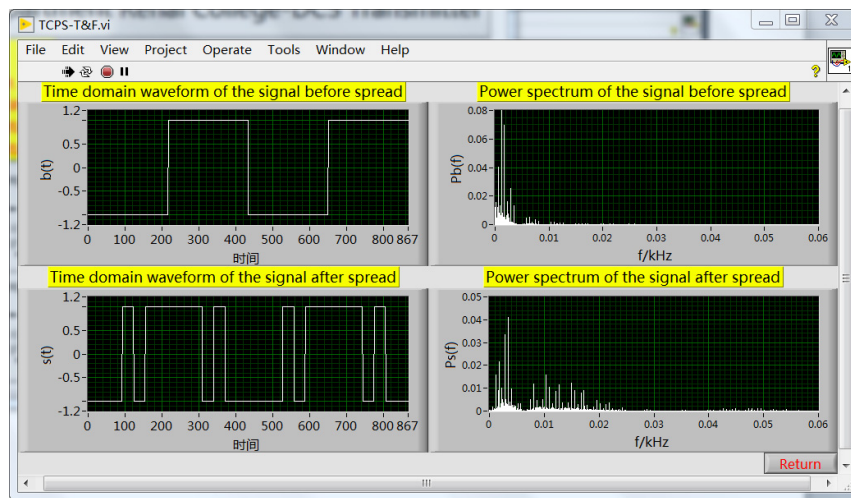 artment Renai College-DCS Transmitter
TCPS-T&F.vi
File Edit View Project Operate Tools Window Help
Time domain waveform of the signal before spread
1.2
0.5
0
-0.5
-1.2
b(t)
0 100 200 300 400 500 600 700 800 867
时间
Power spectrum of the signal before spread
0.08
0.06
0.04
0.02
0
Pb(f)
0 0.01 0.02 0.03 0.04 0.05 0.06
f/kHz
Time domain waveform of the signal after spread
1.2
0.5
0
-0.5
-1.2
s(t)
0 100 200 300 400 500 600 700 800 867
时间
Power spectrum of the signal after spread
0.05
0.04
0.03
0.02
0.01
0
Ps(f)
0 0.01 0.02 0.03 0.04 0.05 0.06
f/kHz
Return